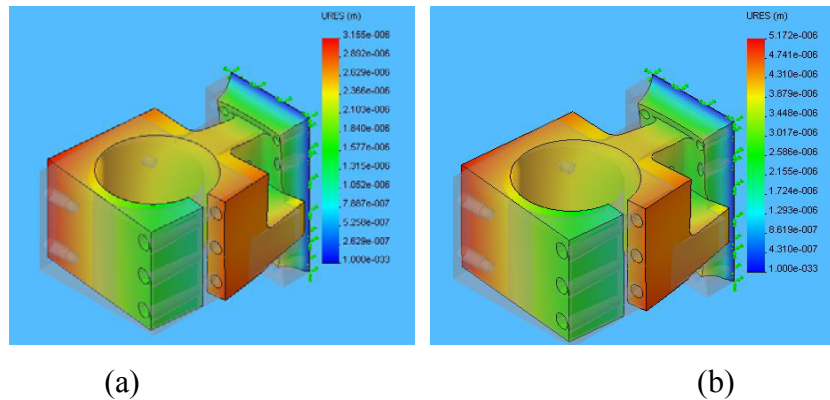 URES (m)
3.155e-006
2.892e-006
2.629e-006
2.366e-006
2.103e-006
1.840e-006
1.577e-006
1.315e-006
1.052e-006
7.887e-007
5.258e-007
2.629e-007
1.000e-033
URES (m)
5.172e-006
4.741e-006
4.310e-006
3.879e-006
3.448e-006
3.017e-006
2.586e-006
2.155e-006
1.724e-006
1.293e-006
8.619e-007
4.310e-007
1.000e-033
(a)
(b)